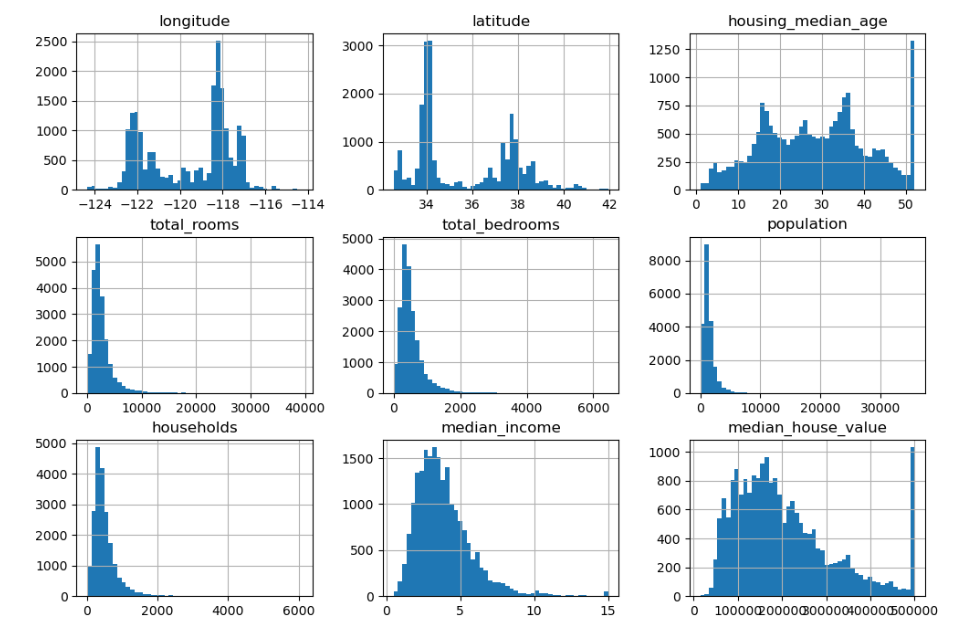 longitude
latitude
housing_median_age
2500
2000
1500
1000
500
0
−124 −122 −120 −118 −116 −114
3000
2000
1000
0
34 36 38 40 42
1250
1000
750
500
250
0
0 10 20 30 40 50
total_rooms
total_bedrooms
population
5000
4000
3000
2000
1000
0
0 10000 20000 30000 40000
5000
4000
3000
2000
1000
0
0 2000 4000 6000
8000
6000
4000
2000
0
0 10000 20000 30000
households
median_income
median_house_value
5000
4000
3000
2000
1000
0
0 2000 4000 6000
1500
1000
500
0
0 5 10 15
1000
800
600
400
200
0
100000 200000 300000 400000 500000